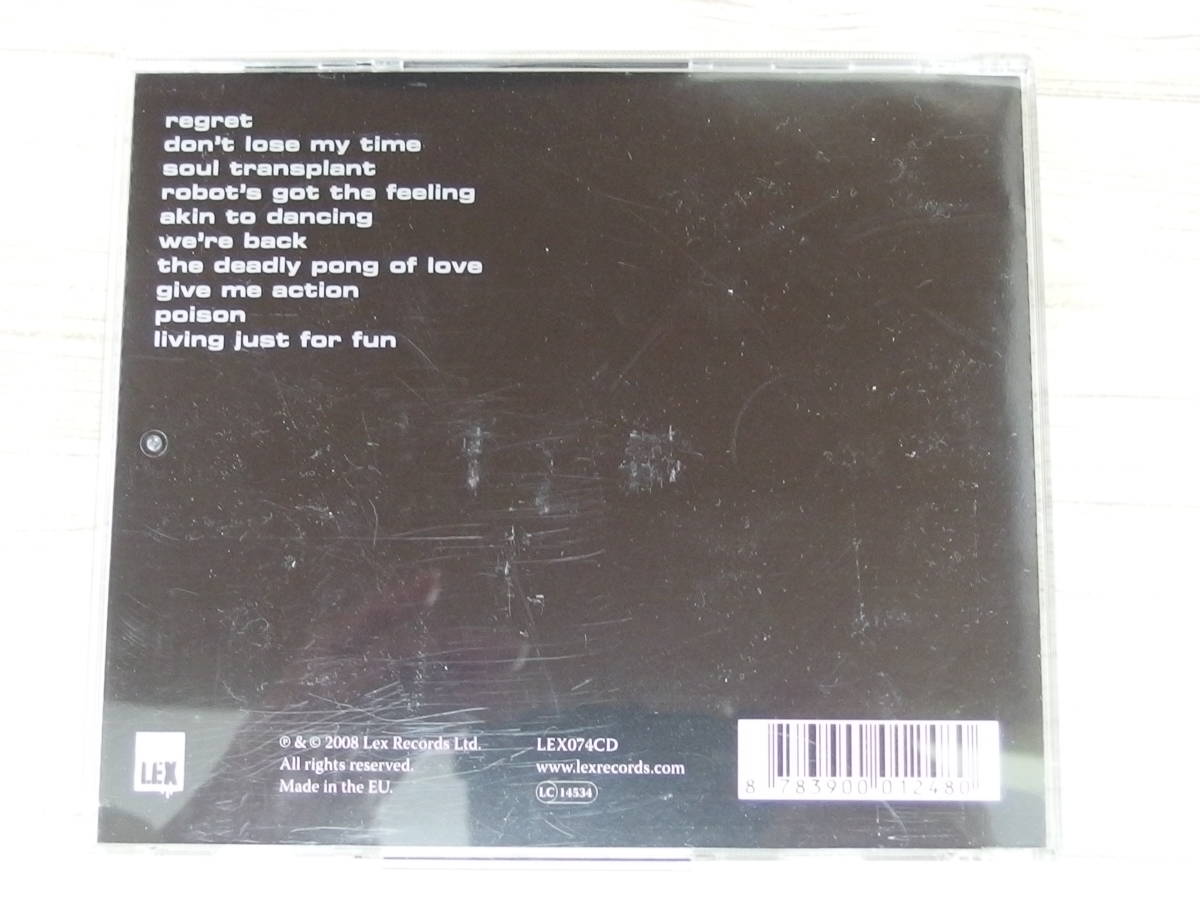 regret
don't lose my time
soul transplant
robot's got the feeling
akin to dancing
we're back
the deadly pong of love
give me action
poison
living just for fun
LEX
℗ & © 2008 Lex Records Ltd.
All rights reserved.
Made in the EU.
LEX074CD
www.lexrecords.com
LC 14534
8 783900 012480